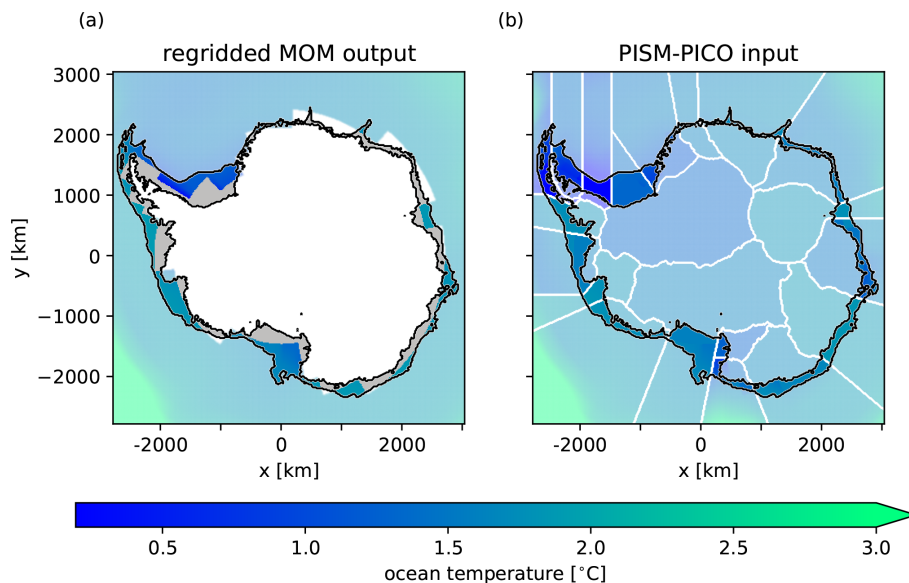 (a)
(b)
regridded MOM output
PISM-PICO input
3000
2000
1000
0
−1000
−2000
y [km]
-2000
0
2000
-2000
0
2000
x [km]
x [km]
0.5
1.0
1.5
2.0
2.5
3.0
ocean temperature [°C]